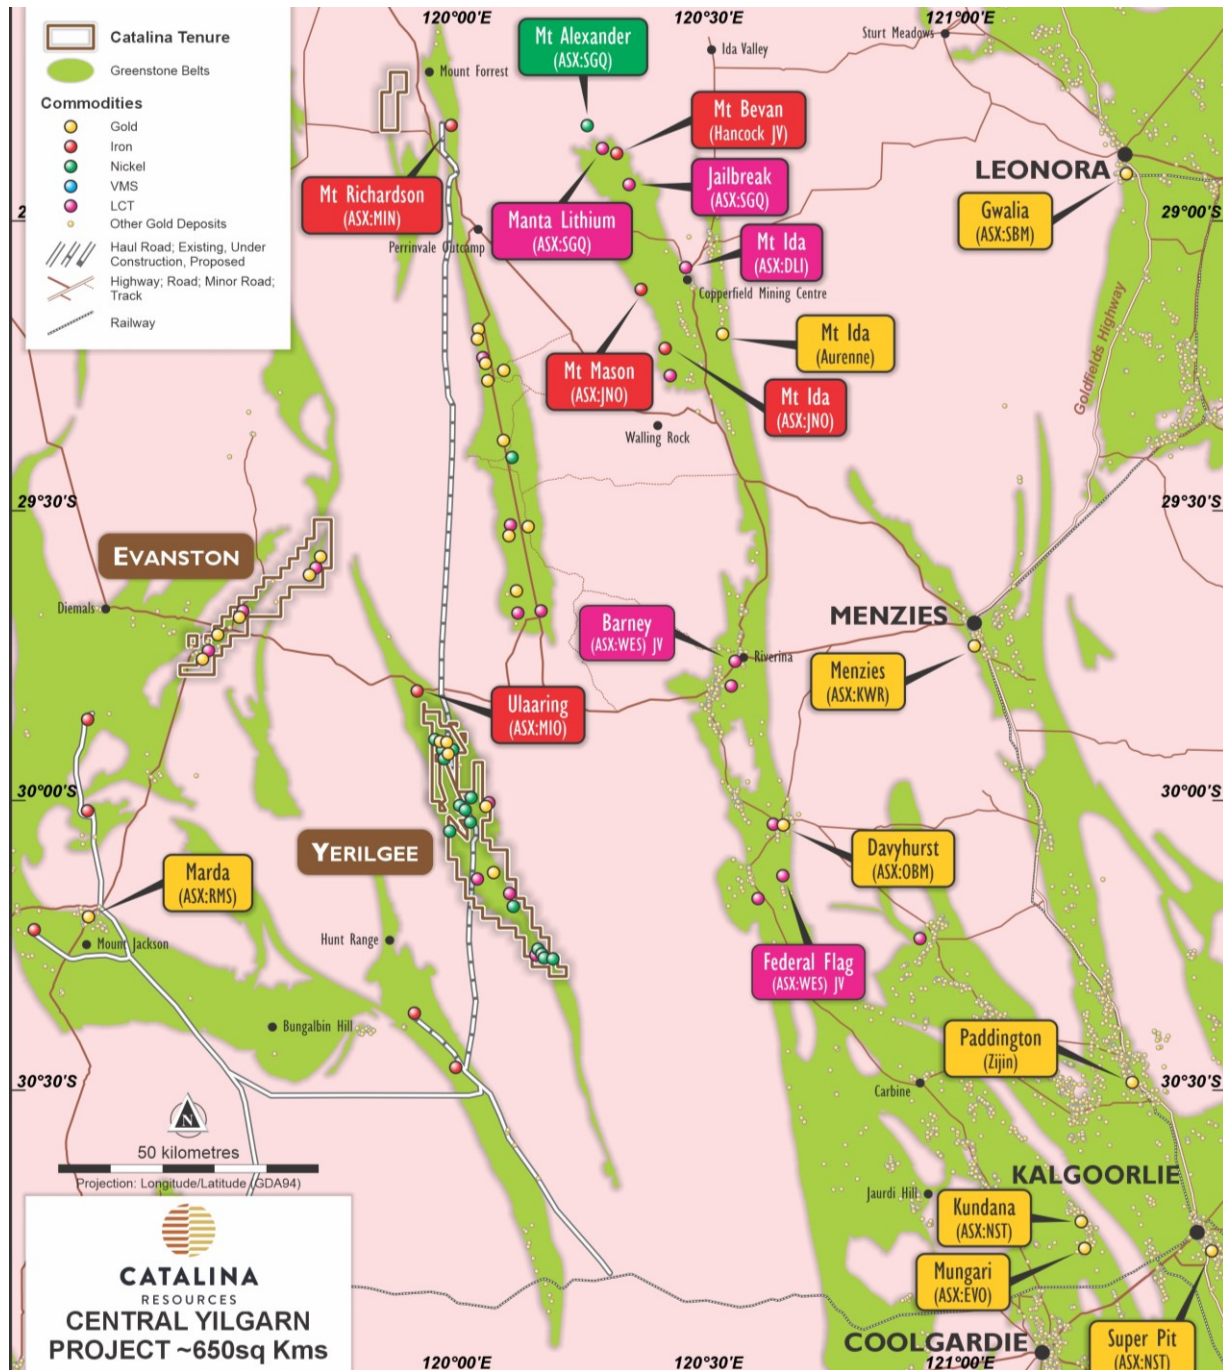 120°00'E
120°30'E
121°00'E
Catalina Tenure
Greenstone Belts
Commodities
Gold
Iron
Nickel
VMS
LCT
Other Gold Deposits
Haul Road; Existing, Under
Construction, Proposed
Highway; Road; Minor Road;
Track
Railway
Mt Alexander
(ASX:SGQ)
Ida Valley
Sturt Meadows
Mount Forrest
Mt Bevan
(Hancock JV)
LEONORA
Jailbreak
(ASX:SGQ)
Mt Richardson
(ASX:MIN)
Manta Lithium
(ASX:SGQ)
Gwalia
(ASX:SBM)
29°00'S
Perrinvale Outcamp
Mt Ida
(ASX:DLI)
Copperfield Mining Centre
Mt Ida
(Aurenne)
Goldfields Highway
Mt Mason
(ASX:JNO)
Mt Ida
(ASX:JNO)
Walling Rock
29°30'S
29°30'S
EVANSTON
Diemals
MENZIES
Barney
(ASX:WES) JV
Riverina
Menzies
(ASX:KWR)
Ulaaring
(ASX:MIO)
30°00'S
30°00'S
YERILGEE
Davyhurst
(ASX:OBM)
Marda
(ASX:RMS)
Mount Jackson
Hunt Range
Federal Flag
(ASX:WES) JV
Bungalbin Hill
Paddington
(Zijin)
30°30'S
30°30'S
Carbine
N
50 kilometres
Projection: Longitude/Latitude (GDA94)
KALGOORLIE
Jaurdi Hill
Kundana
(ASX:NST)
Mungari
(ASX:EVO)
CATALINA
RESOURCES
CENTRAL YILGARN
PROJECT ~650sq Kms
COOLGARDIE
Super Pit
(ASX:NST)
120°00'E
120°30'E
121°00'E